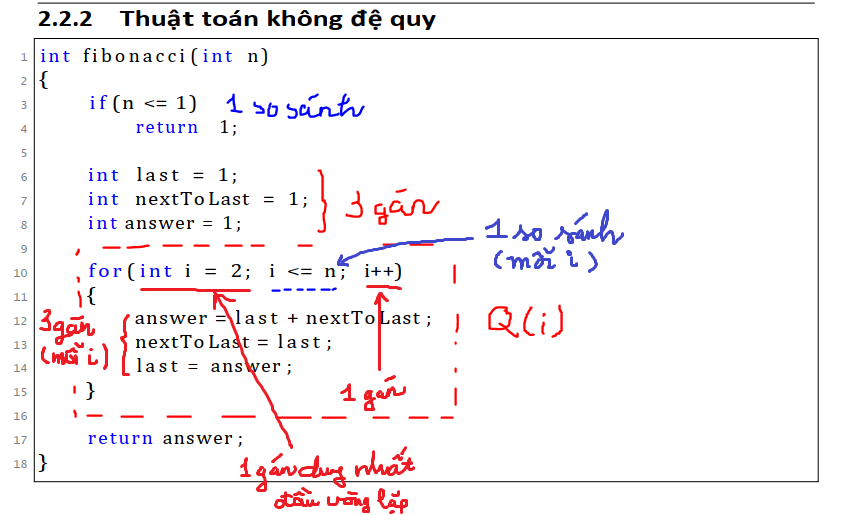 2.2.2 Thuật toán không đệ quy
1 int fibonacci(int n)
2 {
3 if(n <= 1) 1 so sánh
4 return 1;
5
6 int last = 1;
7 int nextToLast = 1; 3 gán
8 int answer = 1;
9 1 so sánh
(mỗi i)
10 for(int i = 2; i <= n; i++)
11 {
12 answer = last + nextToLast; Q(i)
3 gán
(mỗi i)
13 nextToLast = last;
14 last = answer;
15 } 1 gán
16
17 return answer;
18 }
1 gán duy nhất
đầu vòng lặp